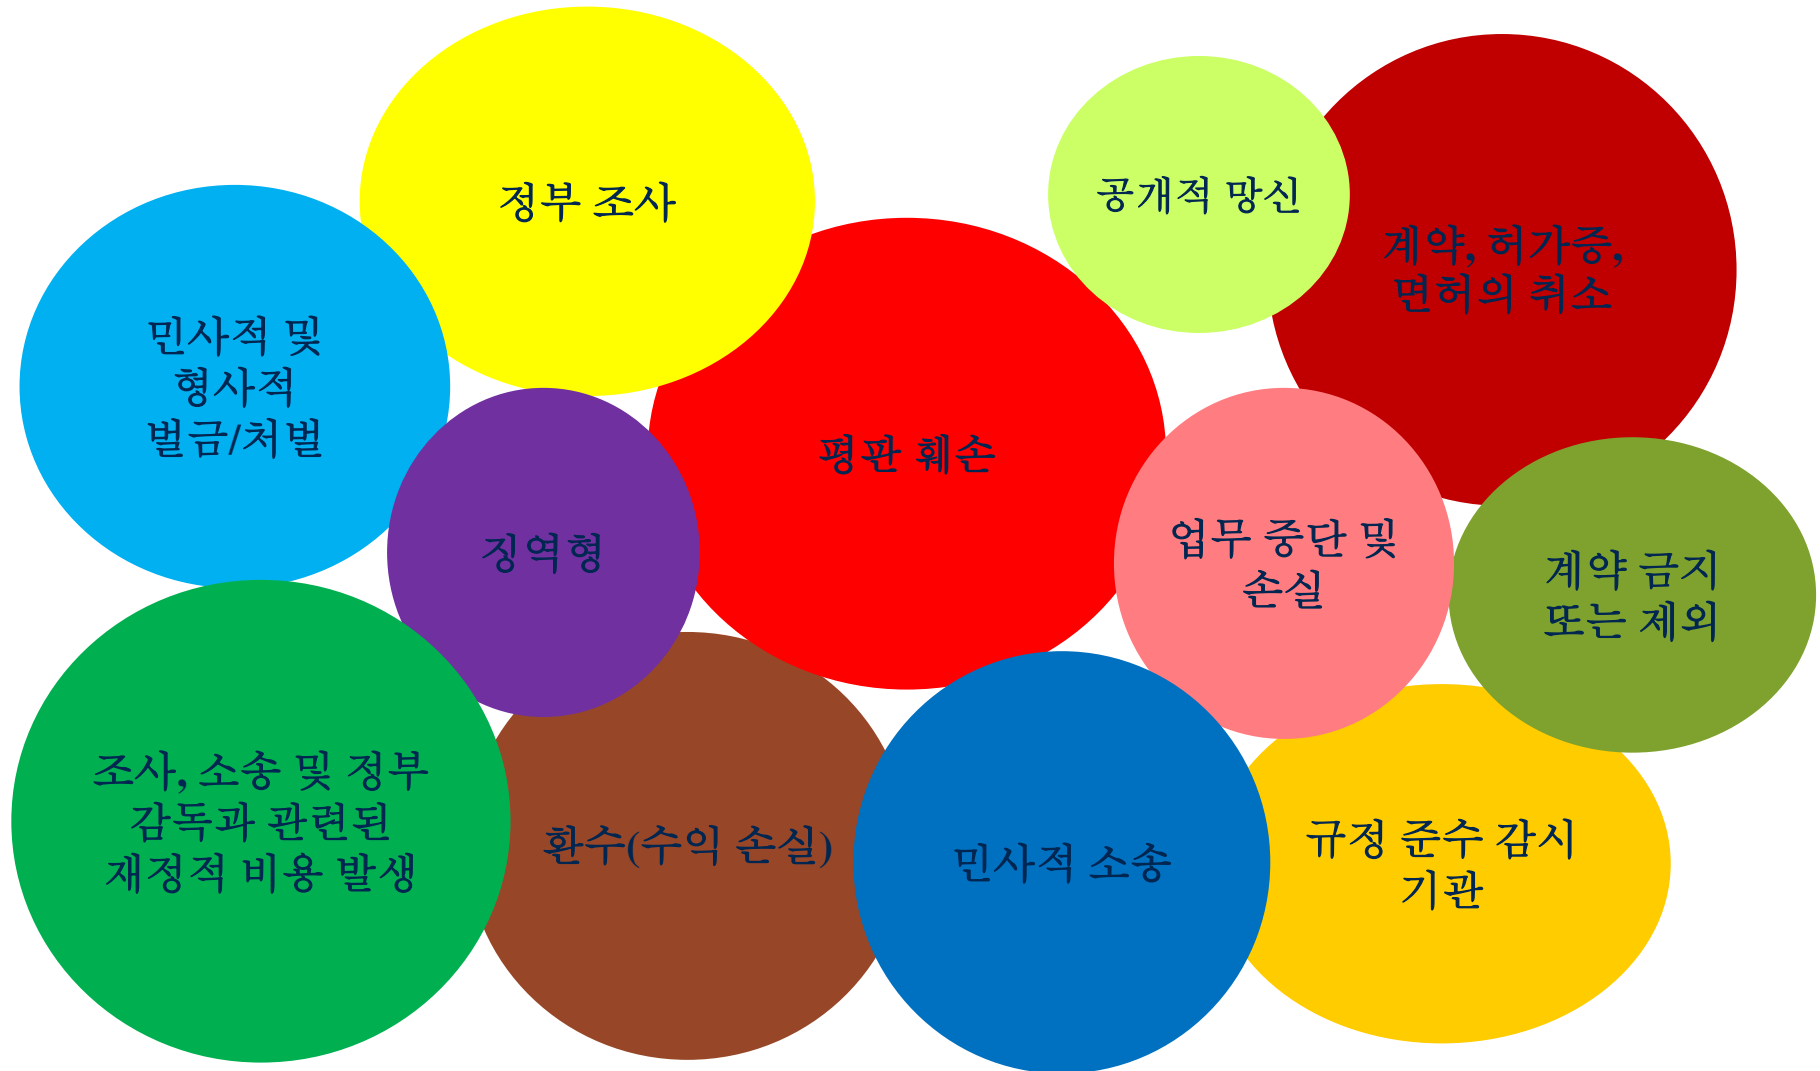 정부 조사
공개적 망신
계약, 허가증,
면허의 취소
민사적 및
형사적
벌금/처벌
평판 훼손
징역형
업무 중단 및
손실
계약 금지
또는 제외
조사, 소송 및 정부
감독과 관련된
재정적 비용 발생
환수(수익 손실)
민사적 소송
규정 준수 감시
기관